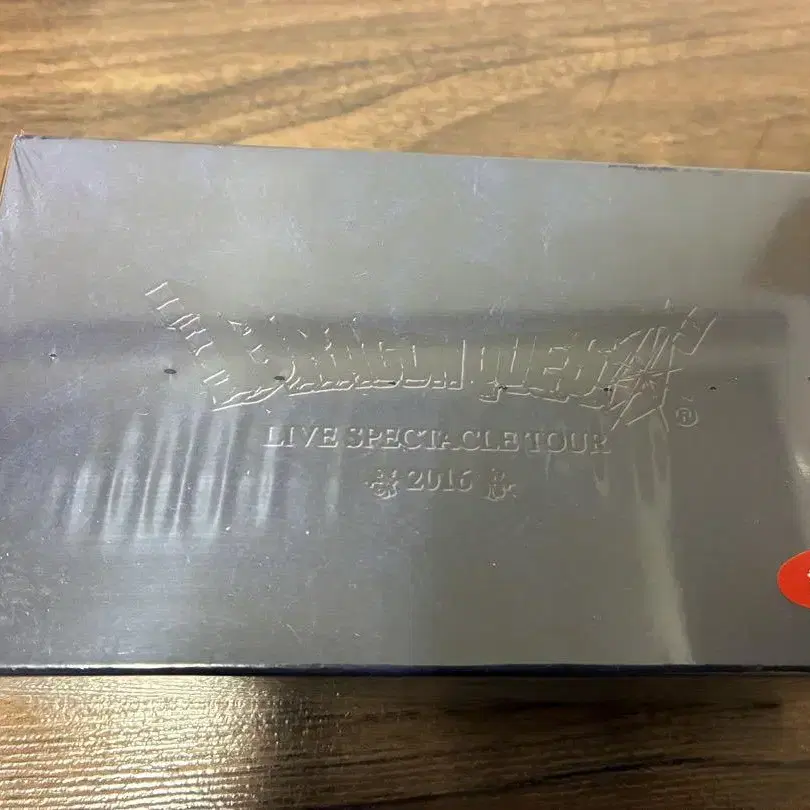 DRAGON QUEST
®
LIVE SPECTACLE TOUR
2016